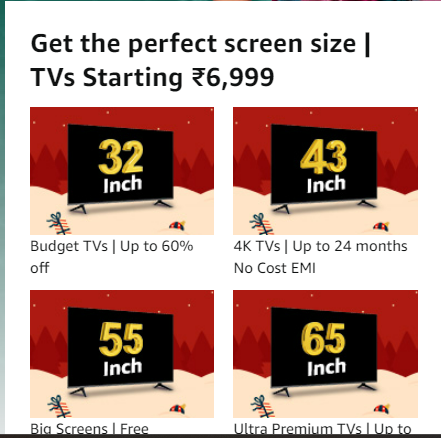 Get the perfect screen size |
TVs Starting ₹6,999
32
Inch
43
Inch
Budget TVs | Up to 60%
off
4K TVs | Up to 24 months
No Cost EMI
55
Inch
65
Inch
Big Screens | Free
Ultra Premium TVs | Up to